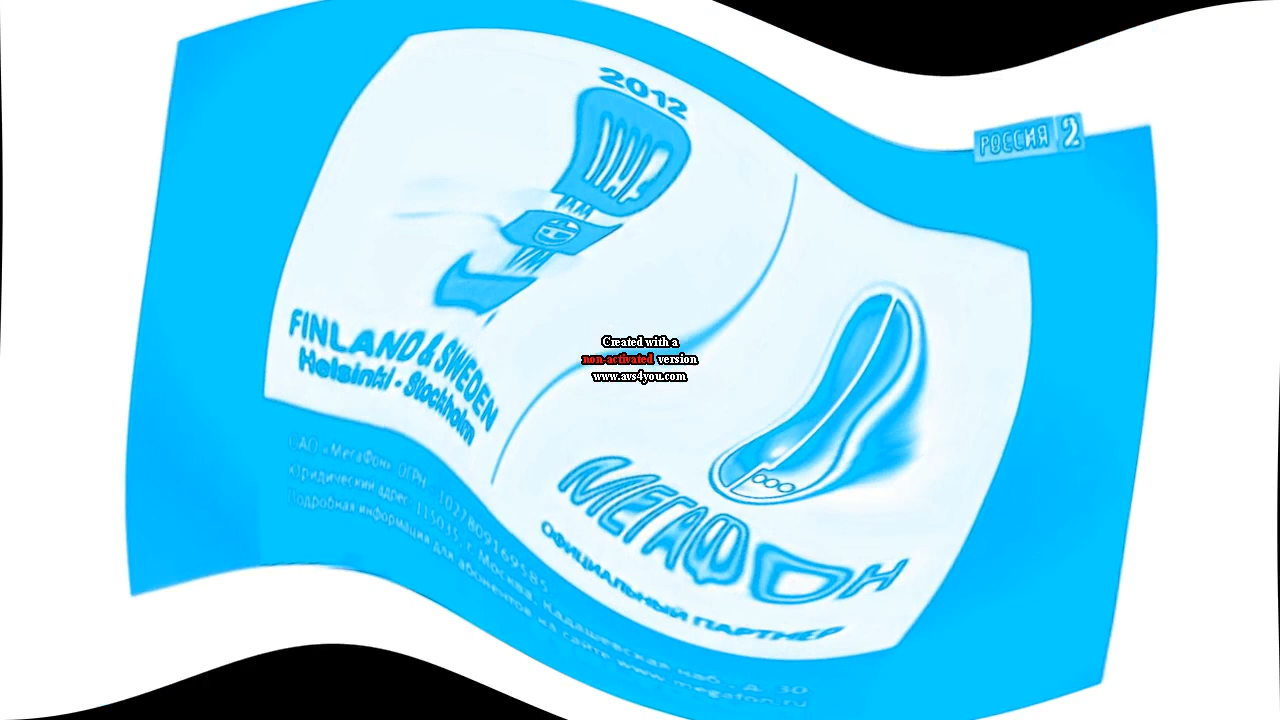 2012
РОССИЯ 2
FINLAND & SWEDEN
Helsinki - Stockholm
Created with a
non-activated version
www.avs4you.com
МЕГАФОН
ОФИЦИАЛЬНЫЙ ПАРТНЕР
ОАО «МегаФон» ОГРН - 1027809169585
Юридический адрес: 115035, г. Москва, Кадашевская наб., д. 30
Подробная информация для абонентов на сайте www.megafon.ru